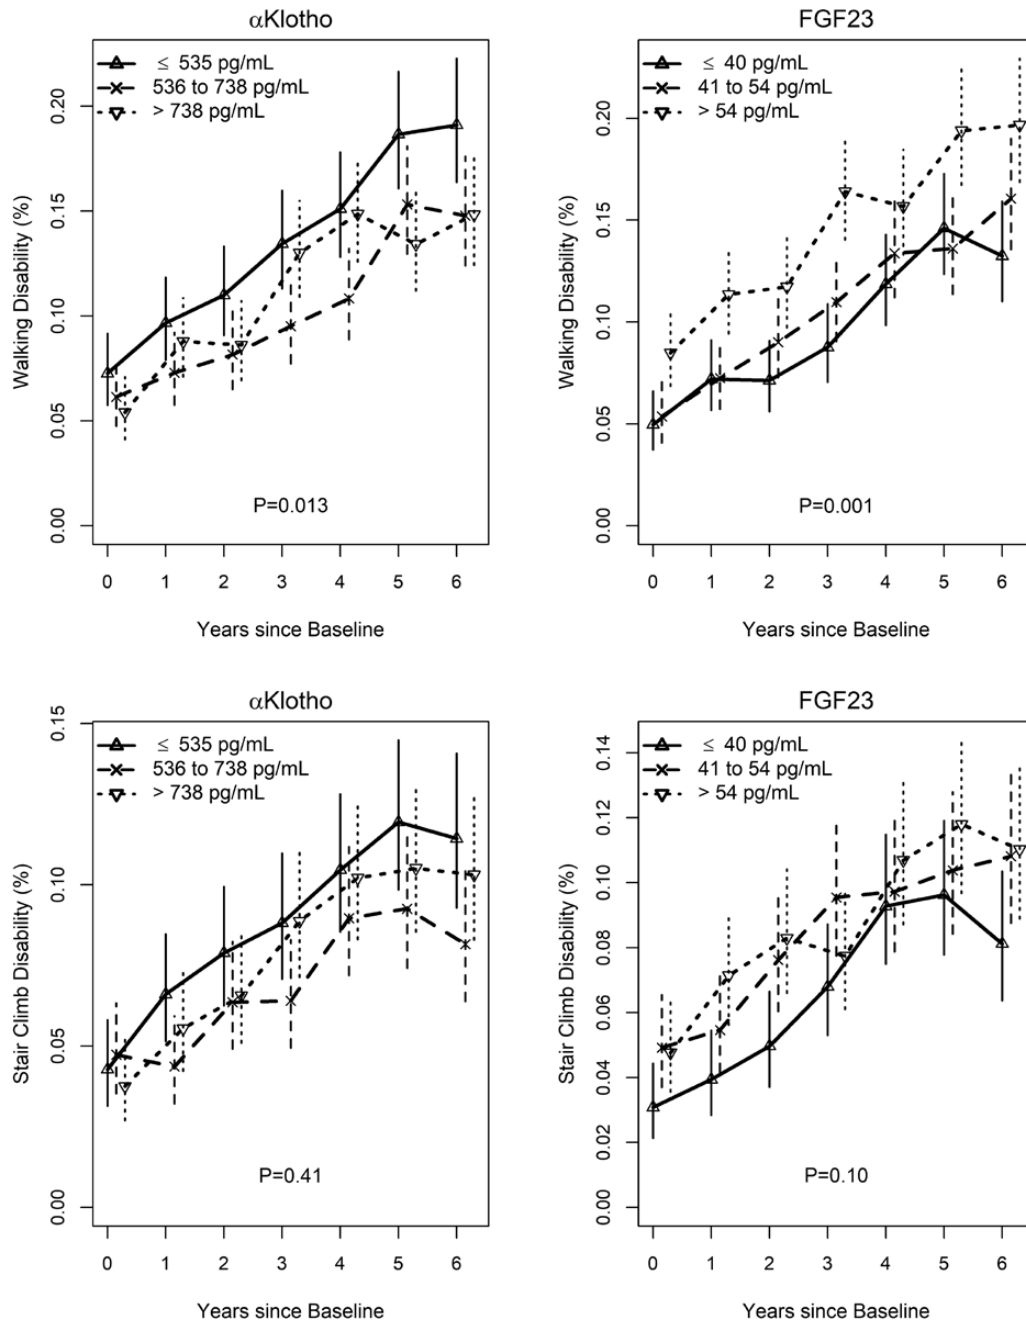 αKlotho
≤ 535 pg/mL
536 to 738 pg/mL
> 738 pg/mL
Walking Disability (%)
0.20
0.15
0.10
0.05
0.00
P=0.013
0 1 2 3 4 5 6
Years since Baseline
FGF23
≤ 40 pg/mL
41 to 54 pg/mL
> 54 pg/mL
Walking Disability (%)
0.20
0.15
0.10
0.05
0.00
P=0.001
0 1 2 3 4 5 6
Years since Baseline
αKlotho
≤ 535 pg/mL
536 to 738 pg/mL
> 738 pg/mL
Stair Climb Disability (%)
0.15
0.10
0.05
0.00
P=0.41
0 1 2 3 4 5 6
Years since Baseline
FGF23
≤ 40 pg/mL
41 to 54 pg/mL
> 54 pg/mL
Stair Climb Disability (%)
0.14
0.12
0.10
0.08
0.06
0.04
0.02
0.00
P=0.10
0 1 2 3 4 5 6
Years since Baseline